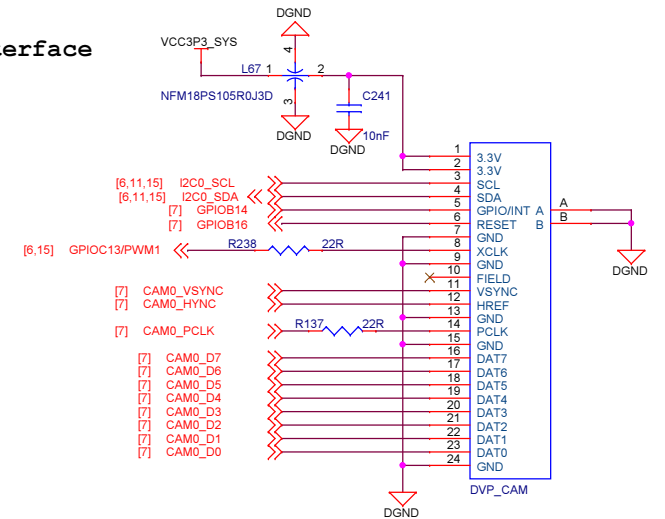 DGND
erface
VCC3P3_SYS
4
L67 1 2
NFM18PS105R0J3D
C241
3
DGND
10nF
DGND
1 3.3V
2 3.3V
[6,11,15] I2C0_SCL 3 SCL
[6,11,15] I2C0_SDA 4 SDA
[7] GPIOB14 5 GPIO/INT A A
[7] GPIOB16 6 RESET B B
7 GND
[6,15] GPIOC13/PWM1 R238 22R 8 XCLK
9 GND
DGND
10 FIELD
[7] CAM0_VSYNC 11 VSYNC
[7] CAM0_HYNC 12 HREF
13 GND
[7] CAM0_PCLK R137 22R 14 PCLK
15 GND
[7] CAM0_D7 16 DAT7
[7] CAM0_D6 17 DAT6
[7] CAM0_D5 18 DAT5
[7] CAM0_D4 19 DAT4
[7] CAM0_D3 20 DAT3
[7] CAM0_D2 21 DAT2
[7] CAM0_D1 22 DAT1
[7] CAM0_D0 23 DAT0
24 GND
DVP_CAM
DGND